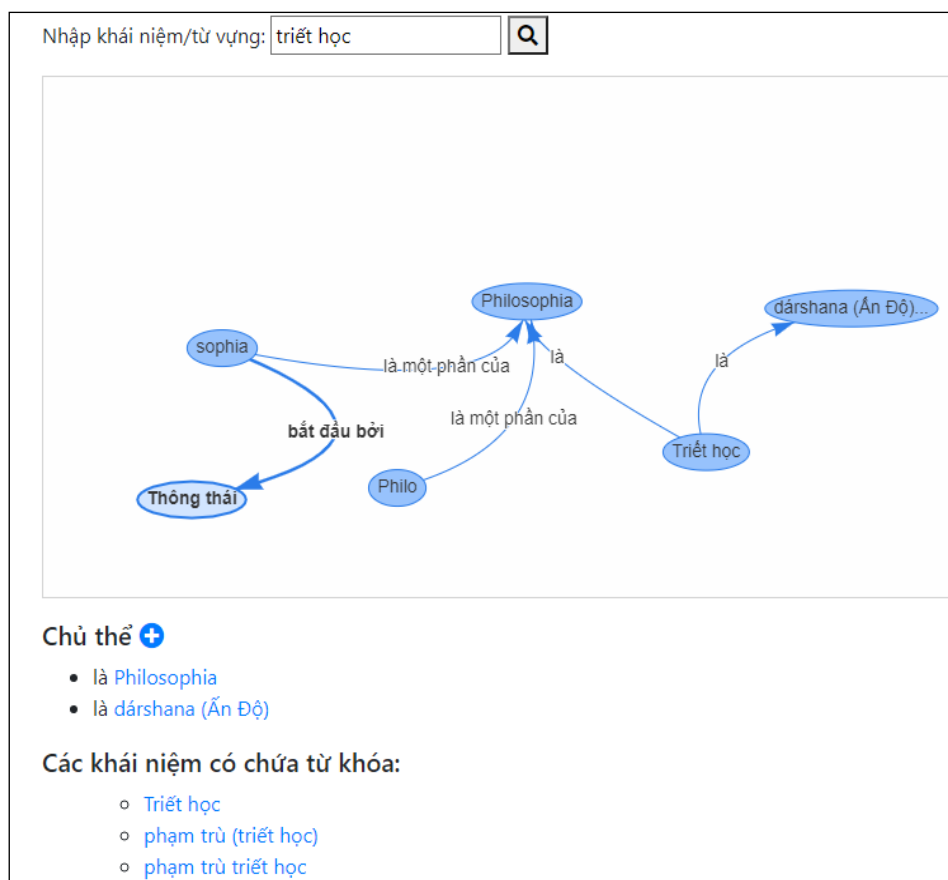 Nhập khái niệm/từ vựng: triết học
Philosophia
dárshana (Ấn Độ)...
sophia
là một phần của
là
là
là một phần của
bắt đầu bởi
Triết học
Philo
Thông thái
Chủ thể
là Philosophia
là dárshana (Ấn Độ)
Các khái niệm có chứa từ khóa:
Triết học
phạm trù (triết học)
phạm trù triết học